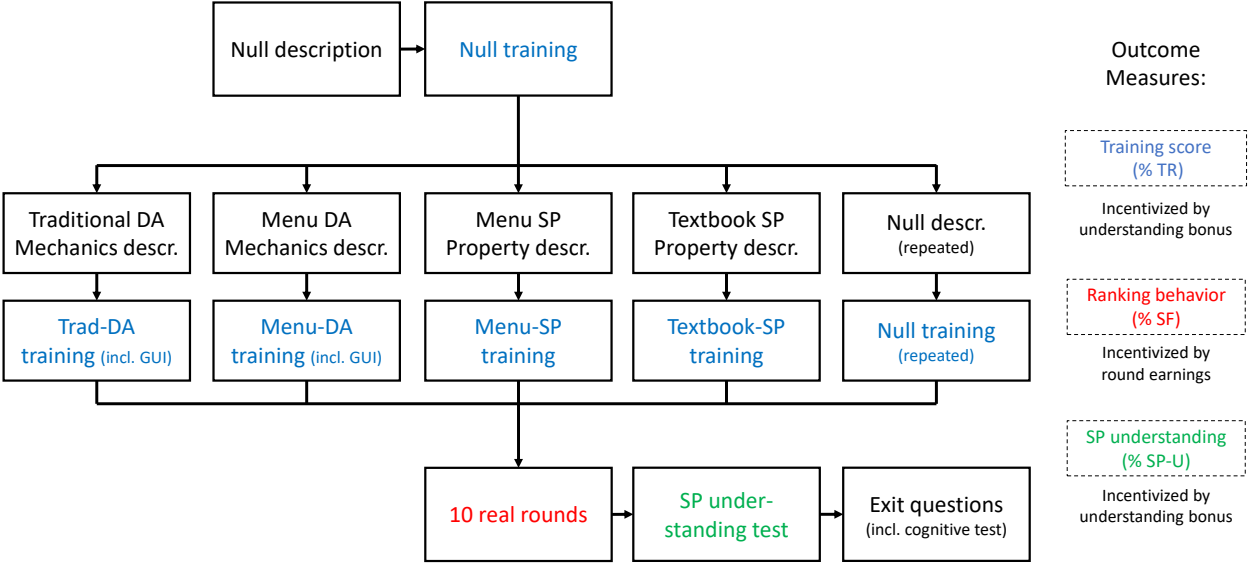 Null description
Null training
Outcome
Measures:
Training score
(% TR)
Incentivized by
understanding bonus
Traditional DA
Mechanics descr.
Menu DA
Mechanics descr.
Menu SP
Property descr.
Textbook SP
Property descr.
Null descr.
(repeated)
Trad-DA
training (incl. GUI)
Menu-DA
training (incl. GUI)
Menu-SP
training
Textbook-SP
training
Null training
(repeated)
Ranking behavior
(% SF)
Incentivized by
round earnings
10 real rounds
SP under-
standing test
Exit questions
(incl. cognitive test)
SP understanding
(% SP-U)
Incentivized by
understanding bonus